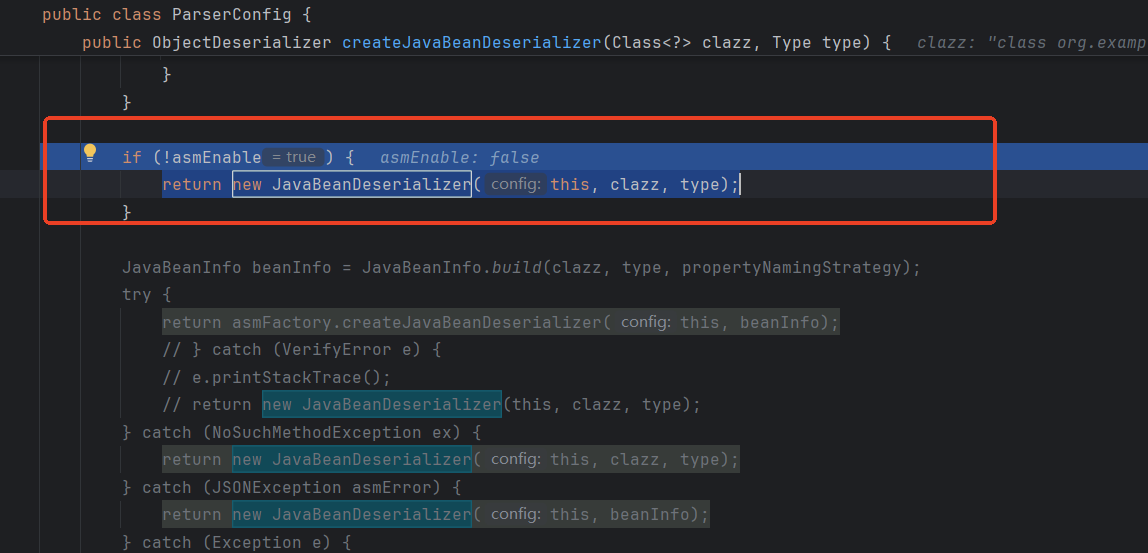 public class ParserConfig {
public ObjectDeserializer createJavaBeanDeserializer(Class<?> clazz, Type type) { clazz: "class org.examp
}
}
if (!asmEnable = true ) { asmEnable: false
return new JavaBeanDeserializer( config: this, clazz, type);
}
JavaBeanInfo beanInfo = JavaBeanInfo.build(clazz, type, propertyNamingStrategy);
try {
return asmFactory.createJavaBeanDeserializer( config: this, beanInfo);
// } catch (VerifyError e) {
// e.printStackTrace();
// return new JavaBeanDeserializer(this, clazz, type);
} catch (NoSuchMethodException ex) {
return new JavaBeanDeserializer( config: this, clazz, type);
} catch (JSONException asmError) {
return new JavaBeanDeserializer( config: this, beanInfo);
} catch (Exception e) {